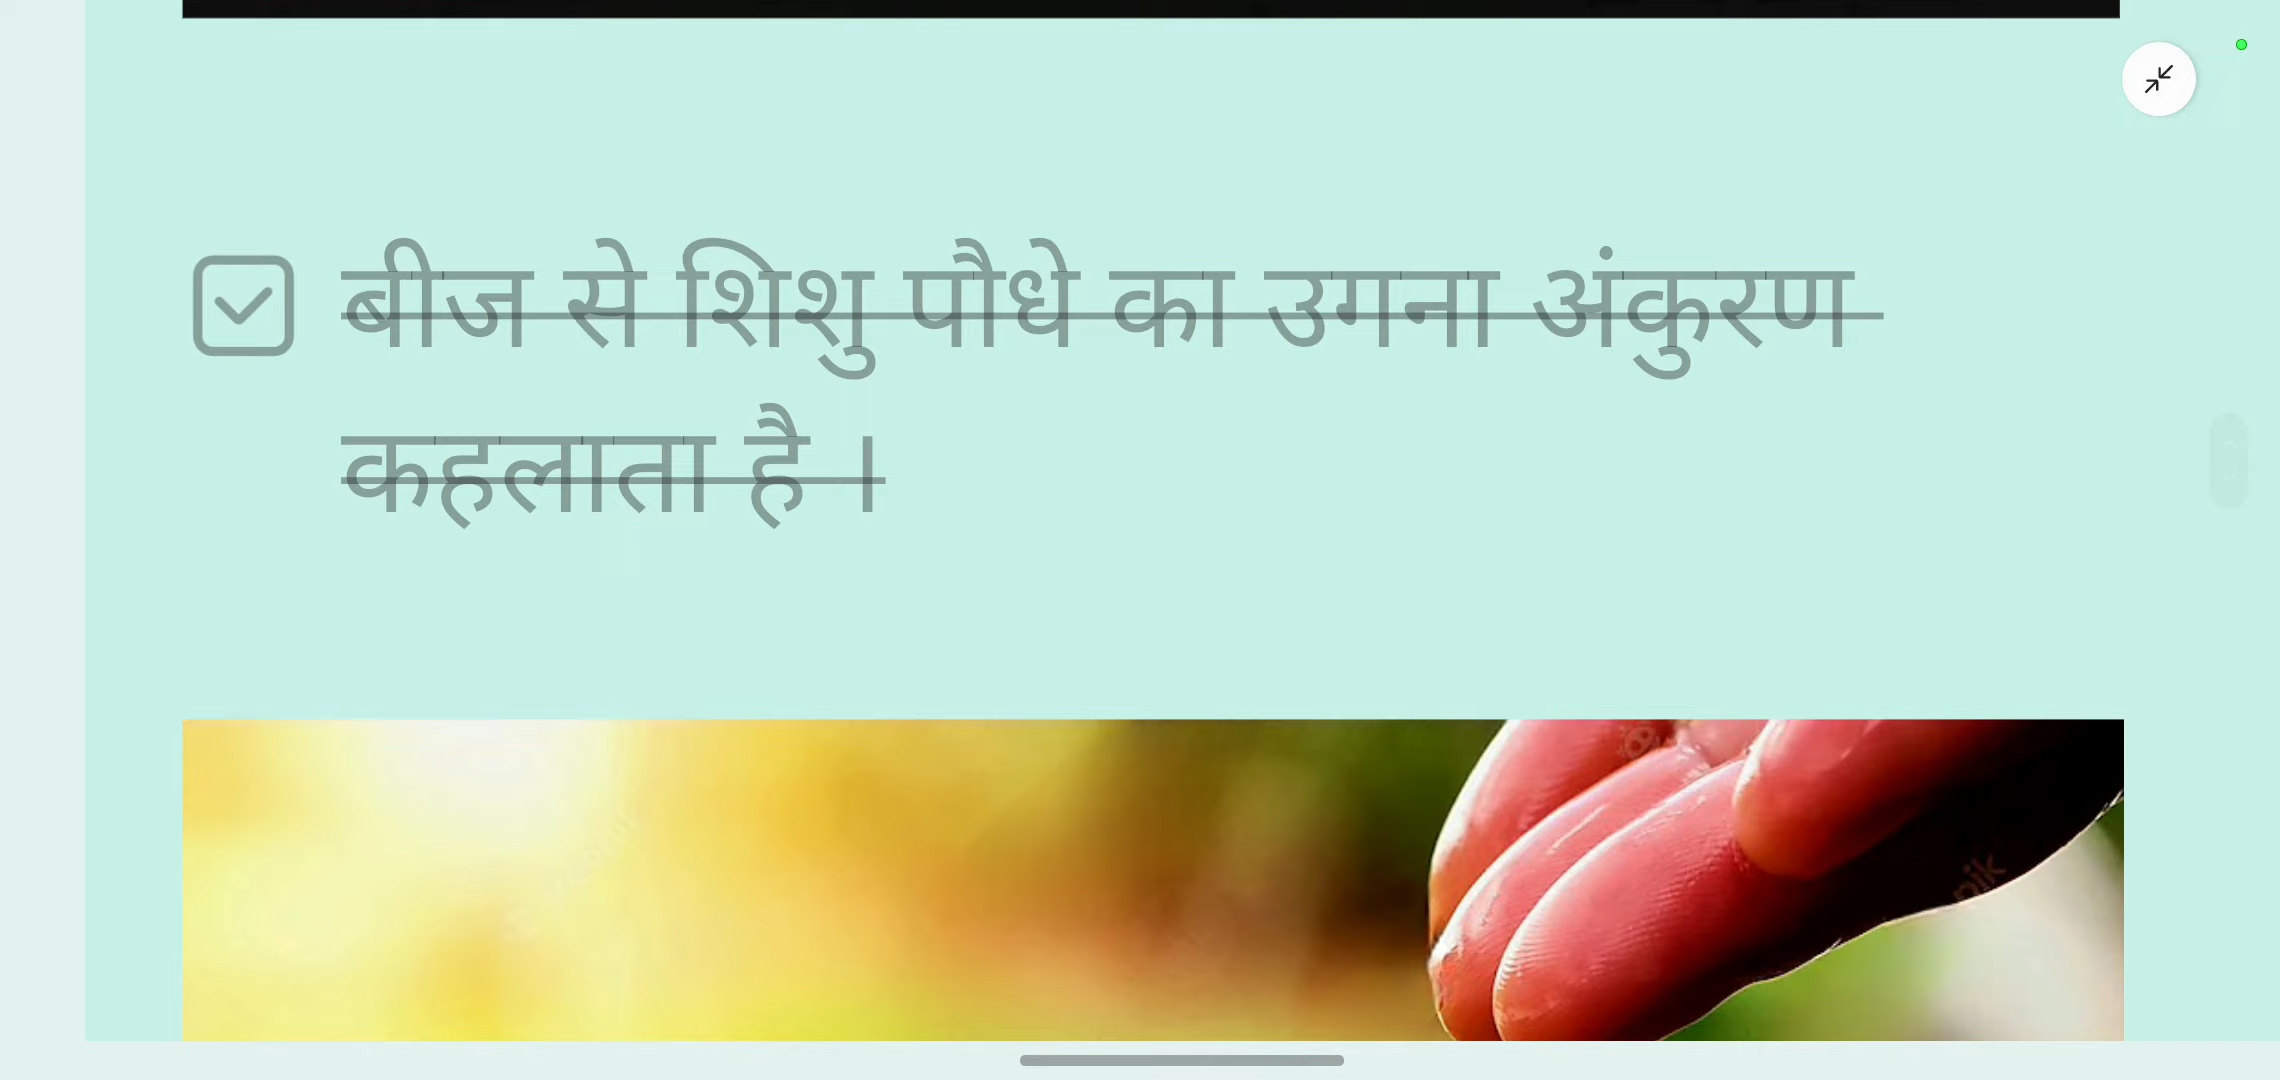 बीज से शिशु पौधे का उगना अंकुरण
कहलाता है ।